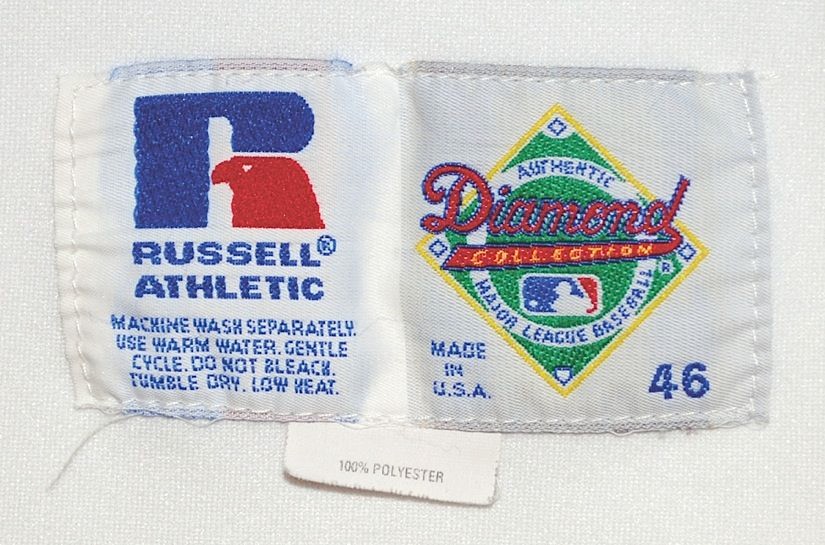 RUSSELL®
ATHLETIC
MACHINE WASH SEPARATELY.
USE WARM WATER. GENTLE
CYCLE. DO NOT BLEACH.
TUMBLE DRY. LOW HEAT.
AUTHENTIC
Diamond
COLLECTION
MAJOR LEAGUE BASEBALL®
MADE
IN
U.S.A.
46
100% POLYESTER